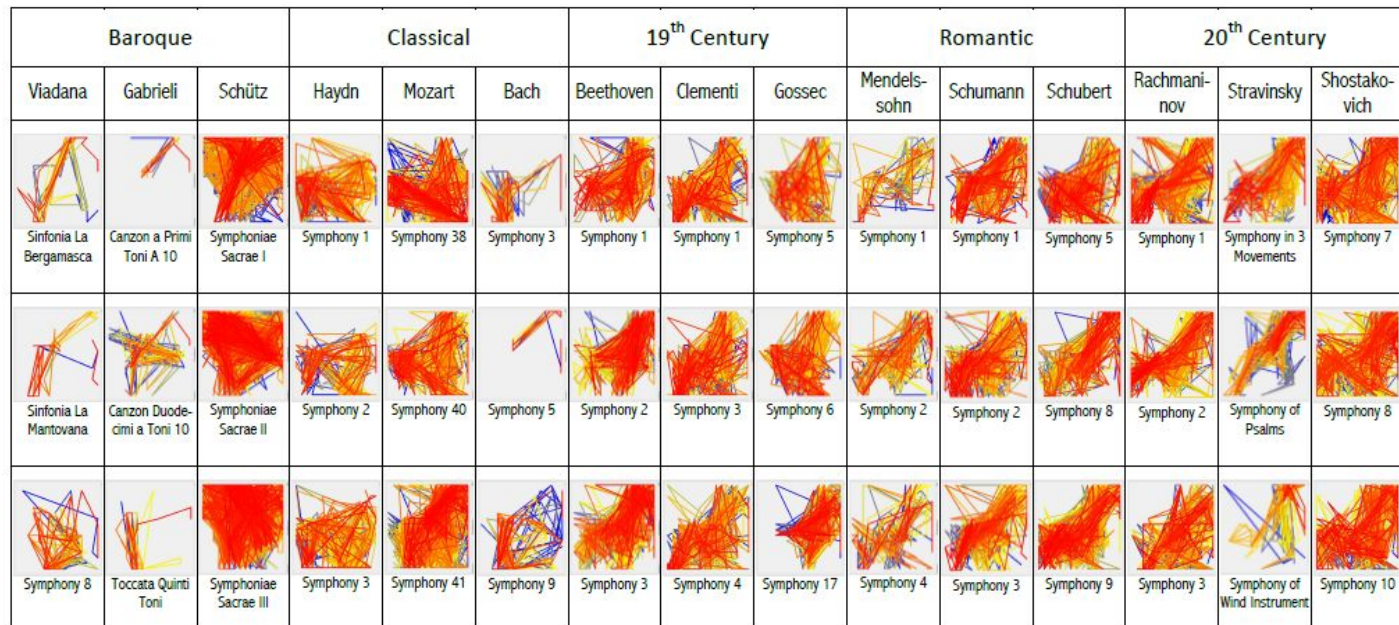 Baroque Classical 19th Century Romantic 20th Century
Viadana Gabrieli Schütz Haydn Mozart Bach Beethoven Clementi Gossec Mendels-sohn Schumann Schubert Rachmani-nov Stravinsky Shostako-vich
Sinfonia La
Bergamasca
Canzon a Primi
Toni A 10
Symphoniae
Sacrae I
Symphony 1
Symphony 38
Symphony 3
Symphony 1
Symphony 1
Symphony 5
Symphony 1
Symphony 1
Symphony 5
Symphony 1
Symphony in 3
Movements
Symphony 7
Sinfonia La
Mantovana
Canzon Duode-
cimi a Toni 10
Symphoniae
Sacrae II
Symphony 2
Symphony 40
Symphony 5
Symphony 2
Symphony 3
Symphony 6
Symphony 2
Symphony 2
Symphony 8
Symphony 2
Symphony of
Psalms
Symphony 8
Symphony 8
Toccata Quinti
Toni
Symphoniae
Sacrae III
Symphony 3
Symphony 41
Symphony 9
Symphony 3
Symphony 4
Symphony 17
Symphony 4
Symphony 3
Symphony 9
Symphony 3
Symphony of
Wind Instrument
Symphony 10